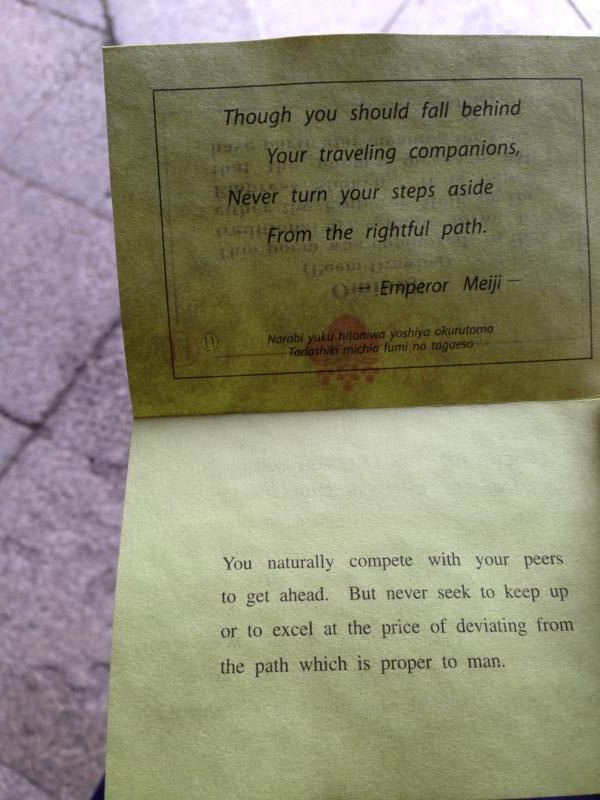 Though you should fall behind
Your traveling companions,
Never turn your steps aside
From the rightful path.
— Emperor Meiji —
Narabi yuku hitoniwa yoshiya okurutomo
11 Tadashiki michio fumi na tagaeso
You naturally compete with your peers
to get ahead. But never seek to keep up
or to excel at the price of deviating from
the path which is proper to man.